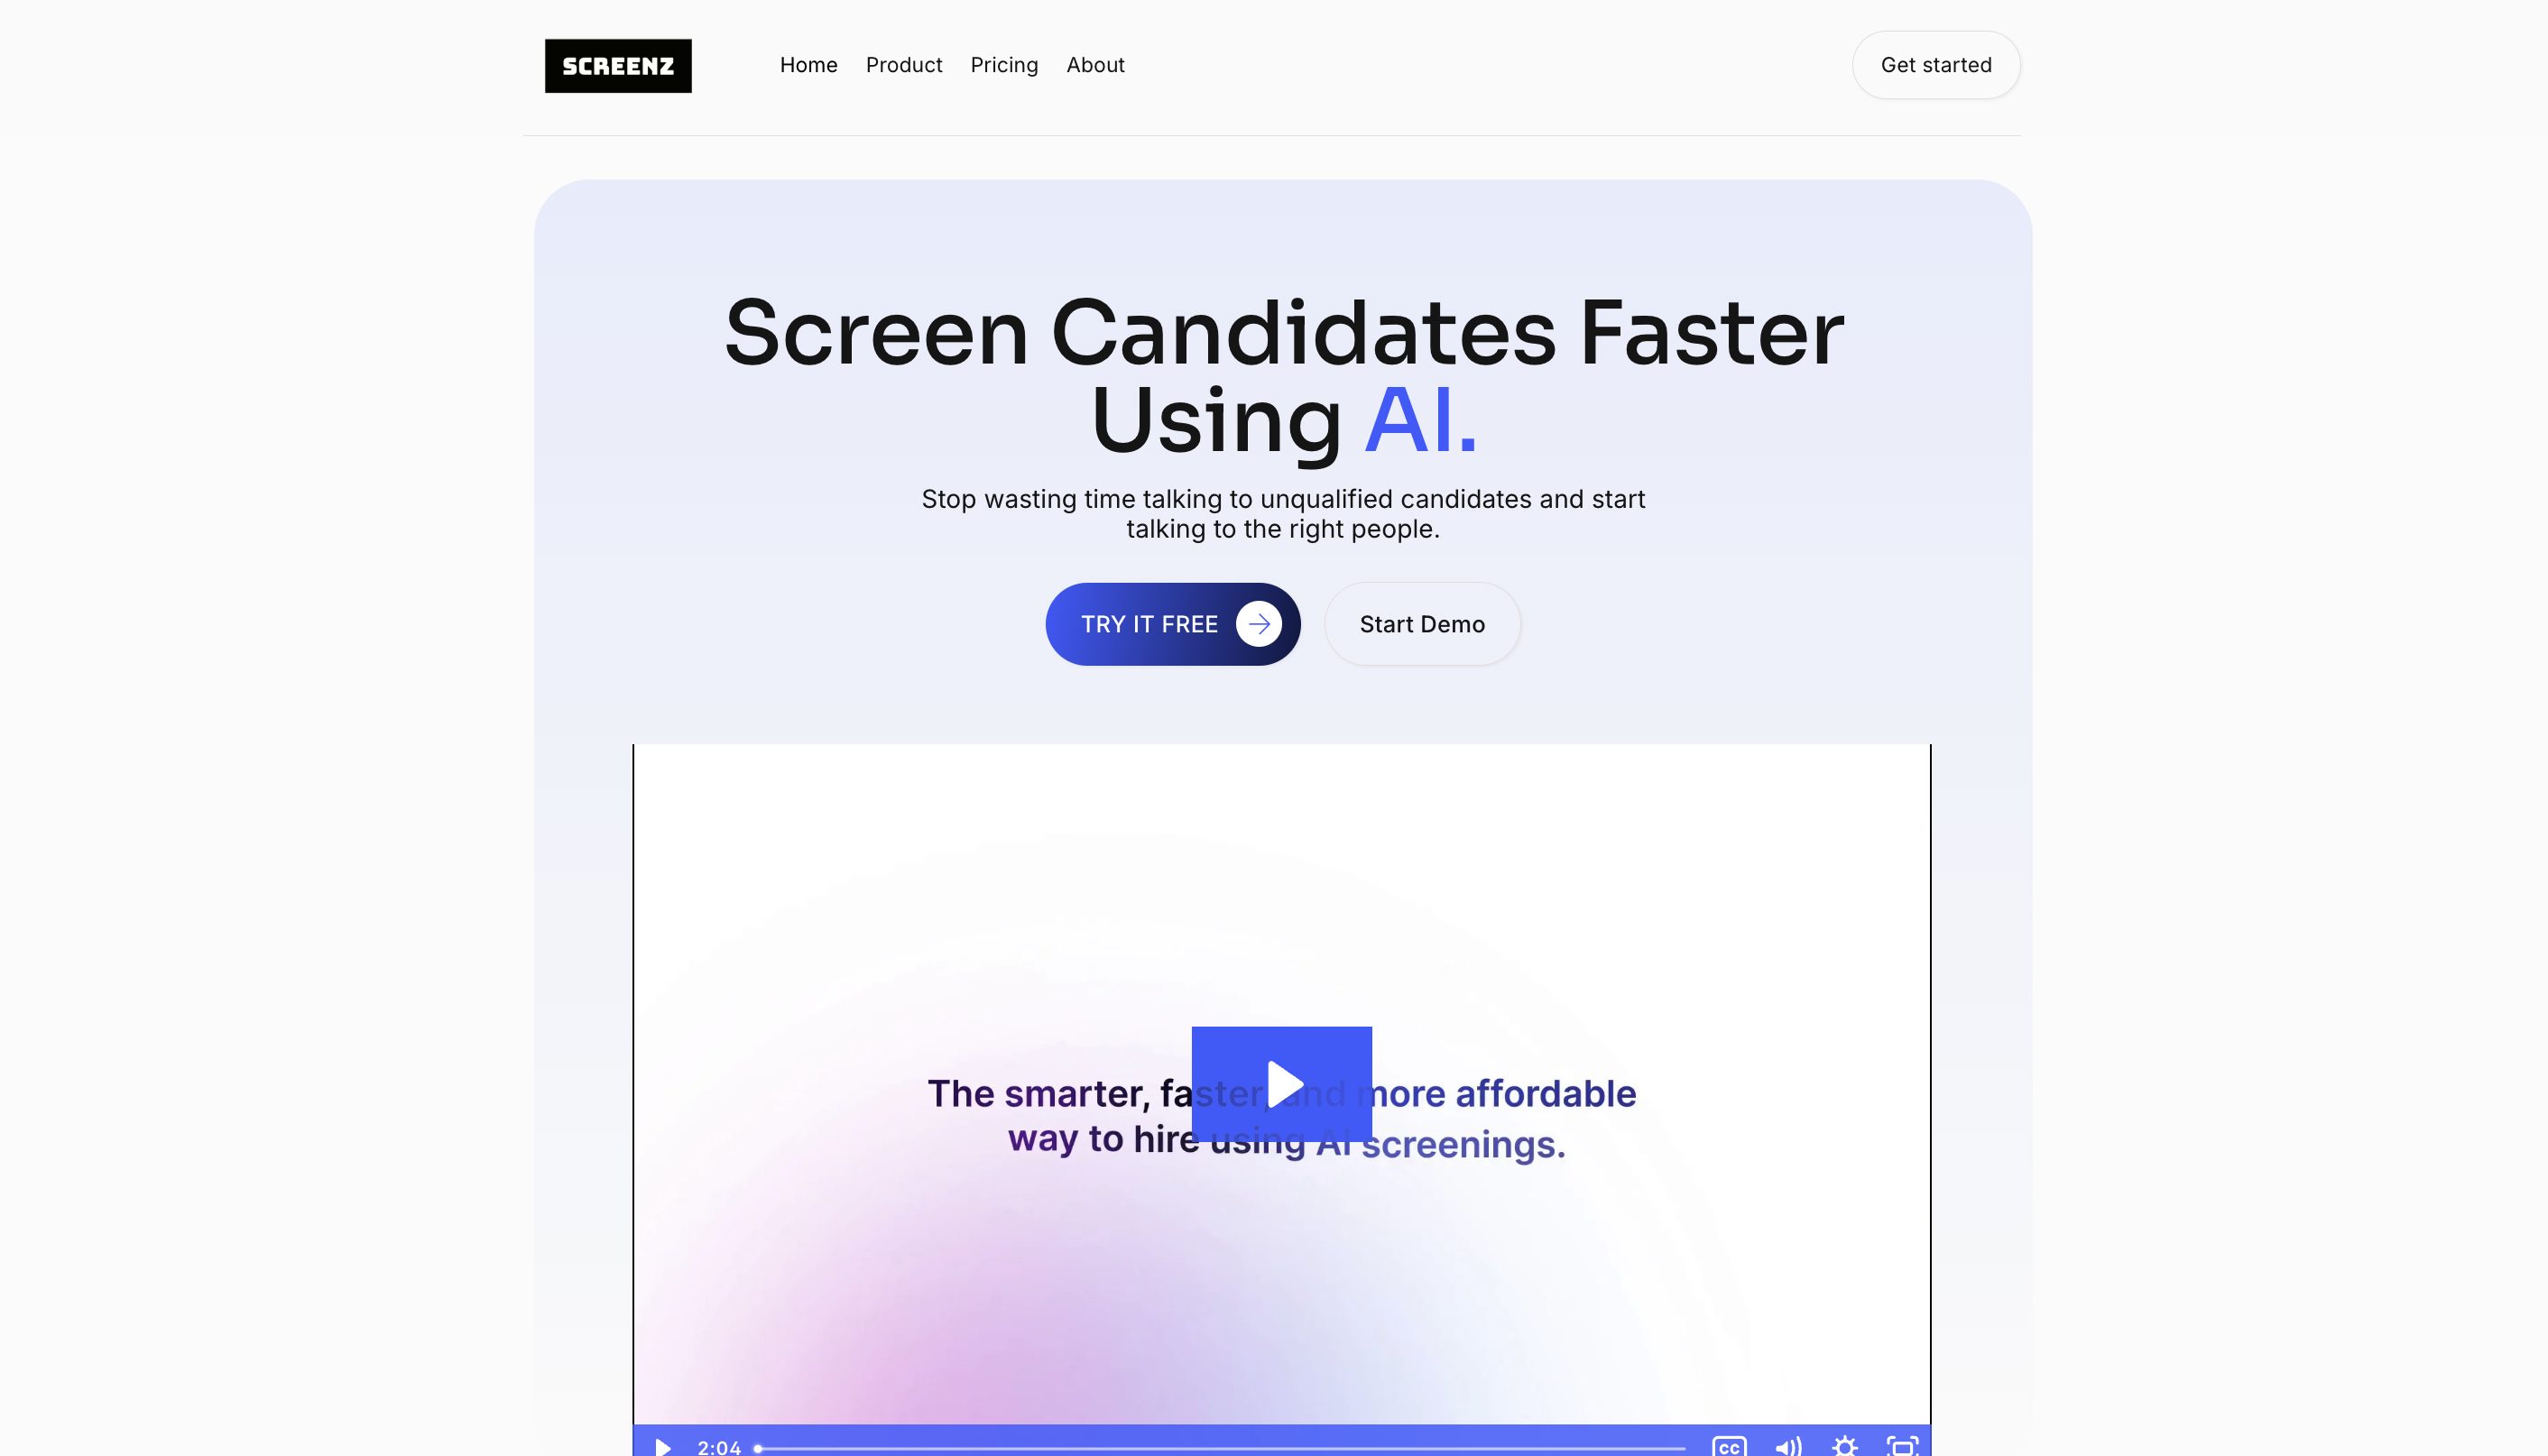 SCREENZ
Home Product Pricing About
Get started
Screen Candidates Faster
Using AI.
Stop wasting time talking to unqualified candidates and start
talking to the right people.
TRY IT FREE
Start Demo
The smarter, faster, and more affordable
way to hire using AI screenings.
2:04
CC